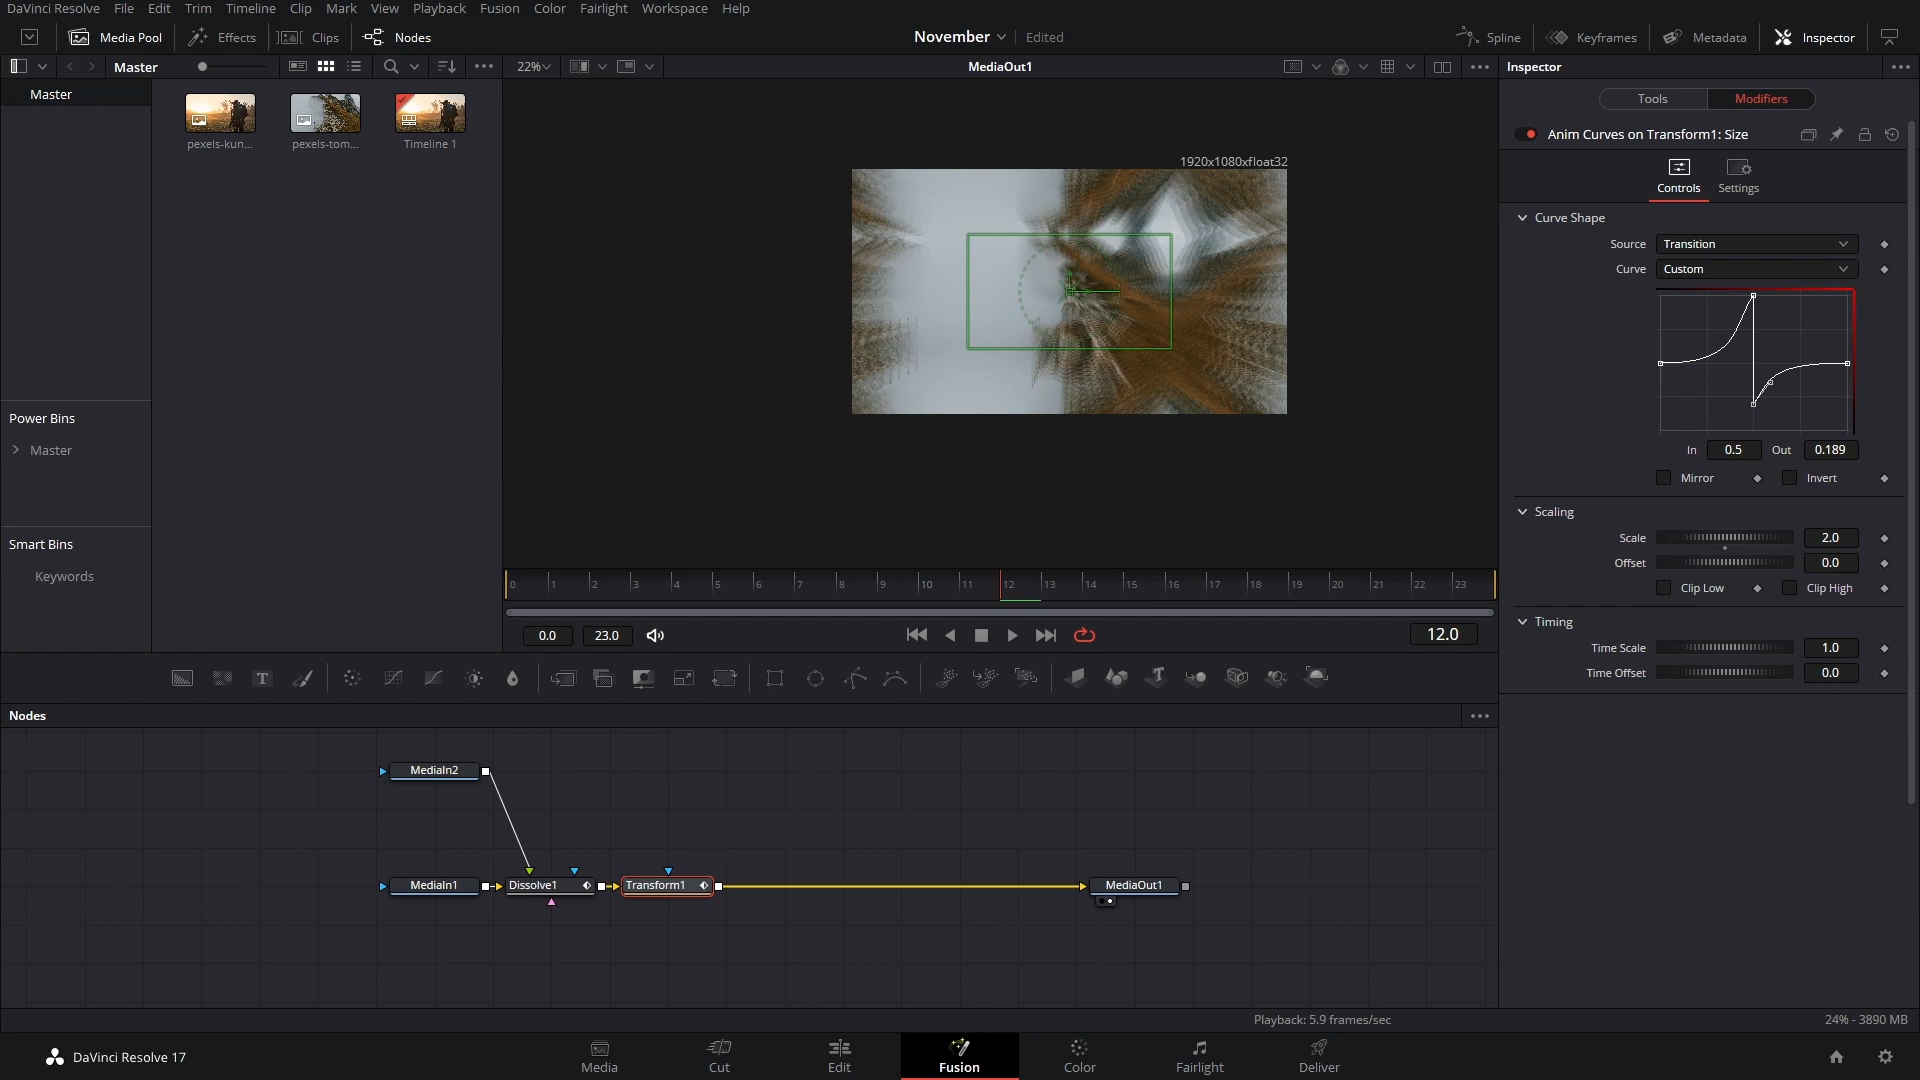 DaVinci Resolve File Edit Trim Timeline Clip Mark View Playback Fusion Color Fairlight Workspace Help
Media Pool Effects Clips Nodes November Edited Spline Keyframes Metadata Inspector
Master 22% MediaOut1 Inspector
Master
pexels-kun... pexels-tom... Timeline 1
Power Bins
Master
Smart Bins
Keywords
1920x1080xfloat32
0 1 2 3 4 5 6 7 8 9 10 11 12 13 14 15 16 17 18 19 20 21 22 23
0.0 23.0 12.0
Tools Modifiers
Anim Curves on Transform1: Size
Controls Settings
Curve Shape
Source Transition
Curve Custom
In 0.5 Out 0.189
Mirror Invert
Scaling
Scale 2.0
Offset 0.0
Clip Low Clip High
Timing
Time Scale 1.0
Time Offset 0.0
Nodes
MediaIn2
MediaIn1 Dissolve1 Transform1 MediaOut1
Playback: 5.9 frames/sec 24% - 3890 MB
DaVinci Resolve 17 Media Cut Edit Fusion Color Fairlight Deliver